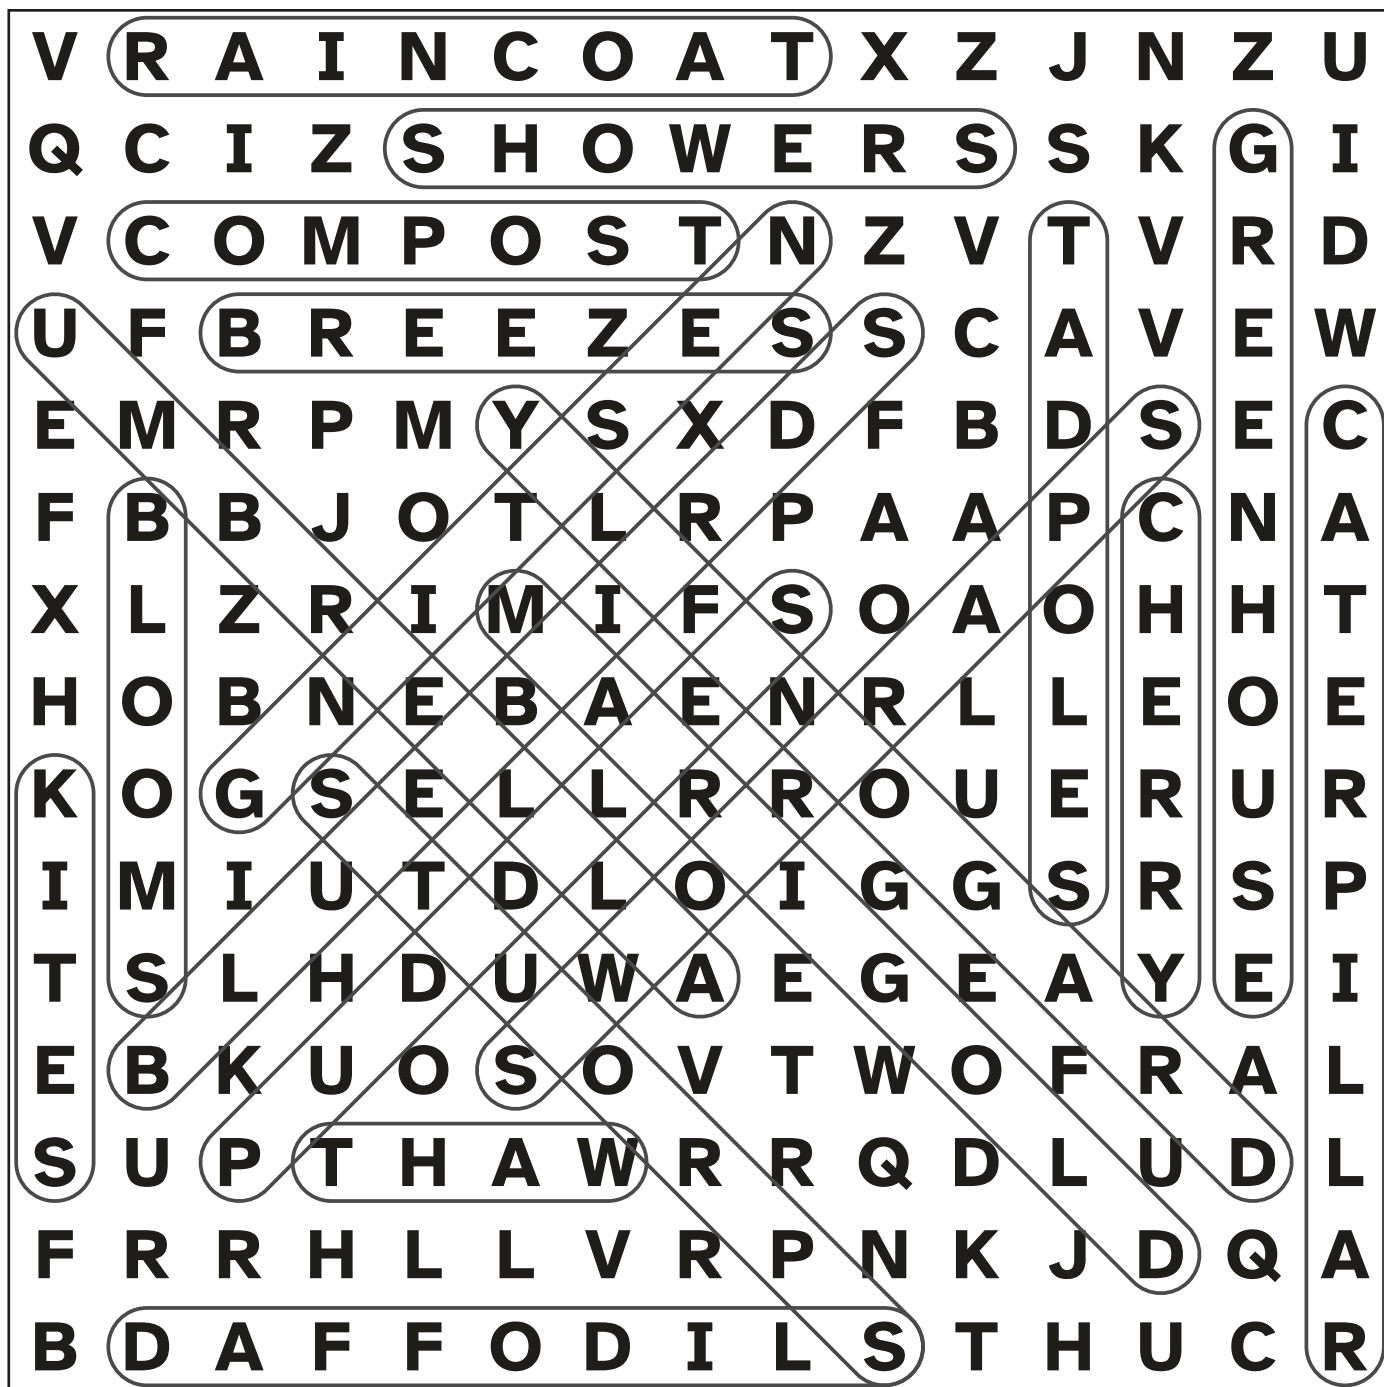 V R A I N C O A T X Z J N Z U
Q C I Z S H O W E R S S K G I
V C O M P O S T N Z V T V R D
U F B R E E Z E S S C A V E W
E M R P M Y S X D F B D S E C
F B B J O T L R P A A P C N A
X L Z R I M I F S O A O H H T
H O B N E B A E N R L L E O E
K O G S E L L R R O U E R U R
I M I U T D L O I G G S R S P
T S L H D U W A E G E A Y E I
E B K U O S O V T W O F R A L
S U P T H A W R R Q D L U D L
F R R H L L V R P N K J D Q A
B D A F F O D I L S T H U C R